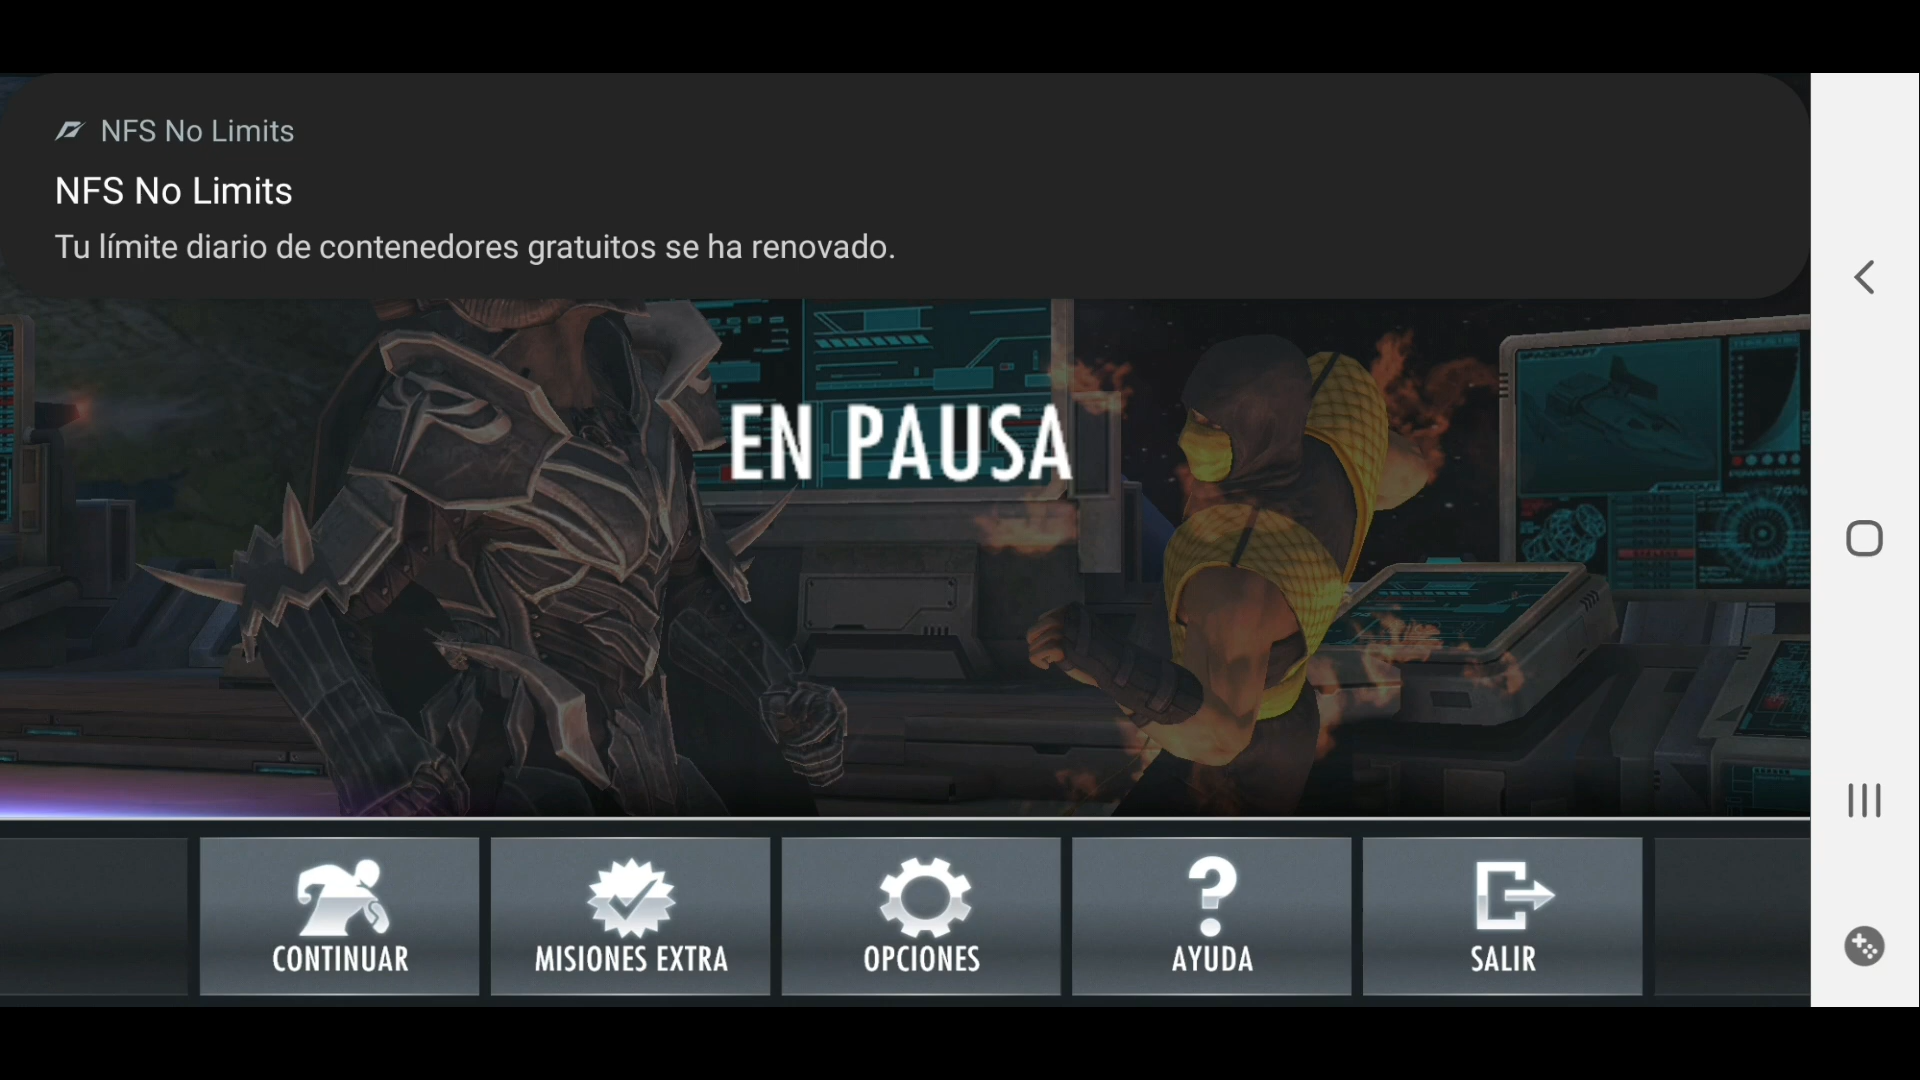 NFS No Limits
NFS No Limits
Tu límite diario de contenedores gratuitos se ha renovado.
EN PAUSA
SPACECRAFT
CONTINUAR
MISIONES EXTRA
OPCIONES
AYUDA
SALIR